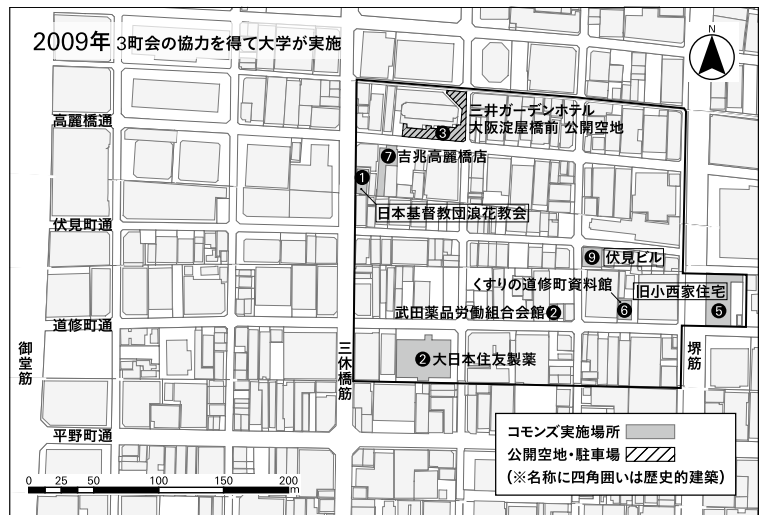 2009年 3町会の協力を得て大学が実施
N
高麗橋通
三井ガーデンホテル
大阪淀屋橋前 公開空地
❸
❼吉兆高麗橋店
❶
日本基督教団浪花教会
伏見町通
❾ 伏見ビル
くすりの道修町資料館
旧小西家住宅
武田薬品労働組合会館❷
❻
❺
道修町通
御堂筋
三休橋筋
堺筋
❷大日本住友製薬
平野町通
コモンズ実施場所
公開空地・駐車場
(※名称に四角囲いは歴史的建築)
0 25 50 100 150 200
m